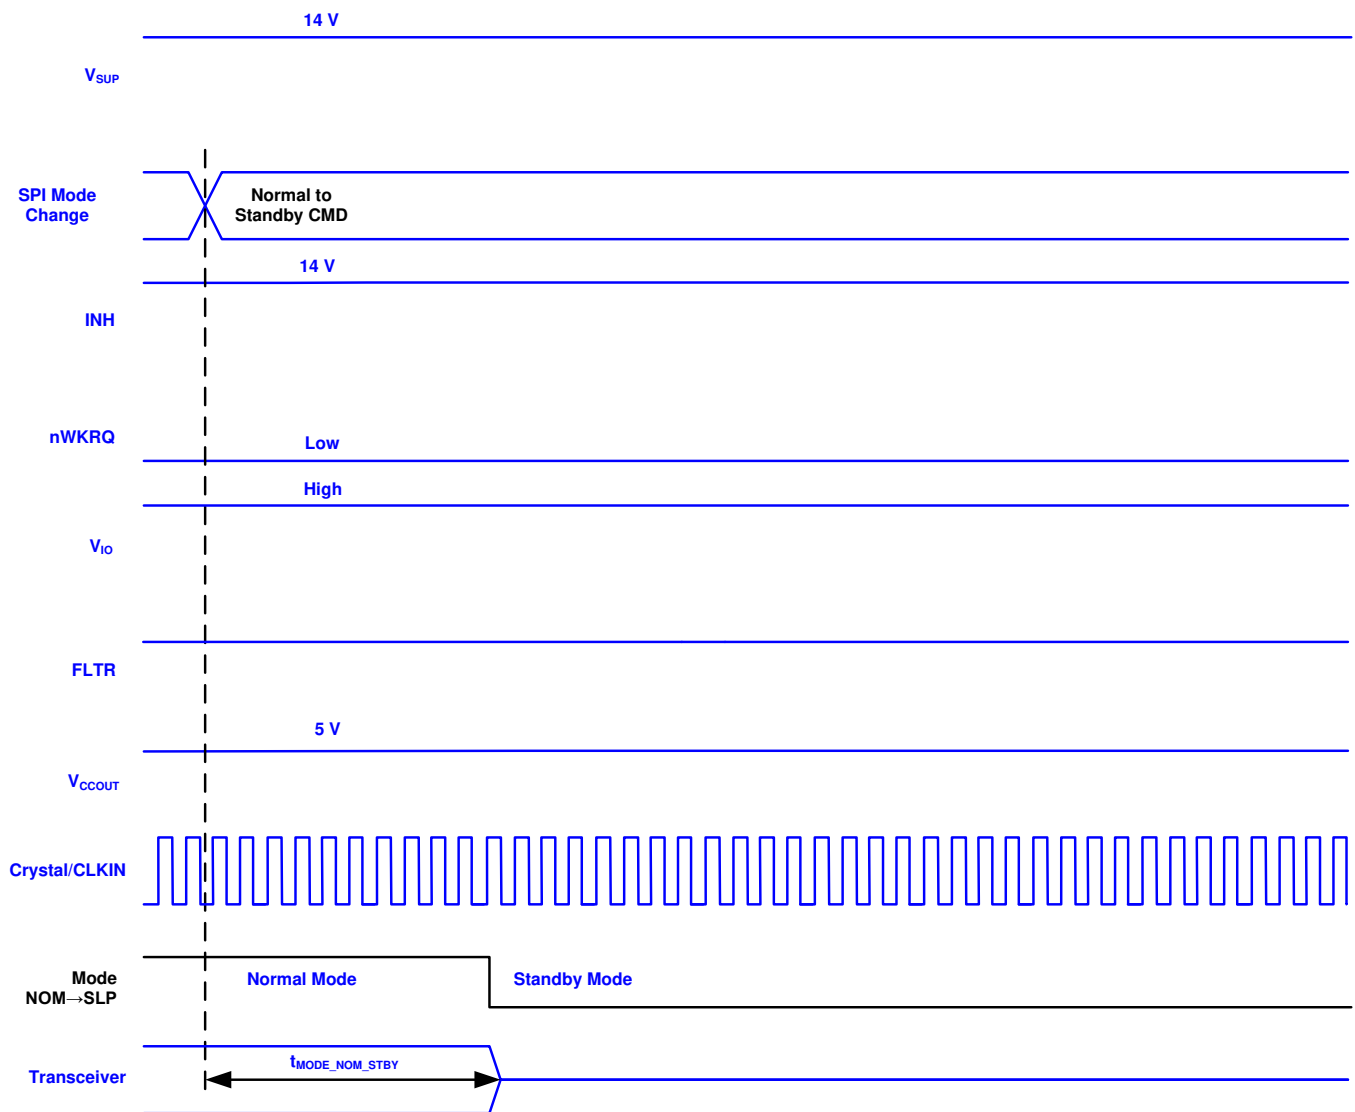 14 V
VSUP
SPI Mode
Change
Normal to
Standby CMD
14 V
INH
nWKRQ
Low
High
VIO
FLTR
5 V
VCCOUT
Crystal/CLKIN
Mode
NOM→SLP
Normal Mode
Standby Mode
Transceiver
tMODE_NOM_STBY